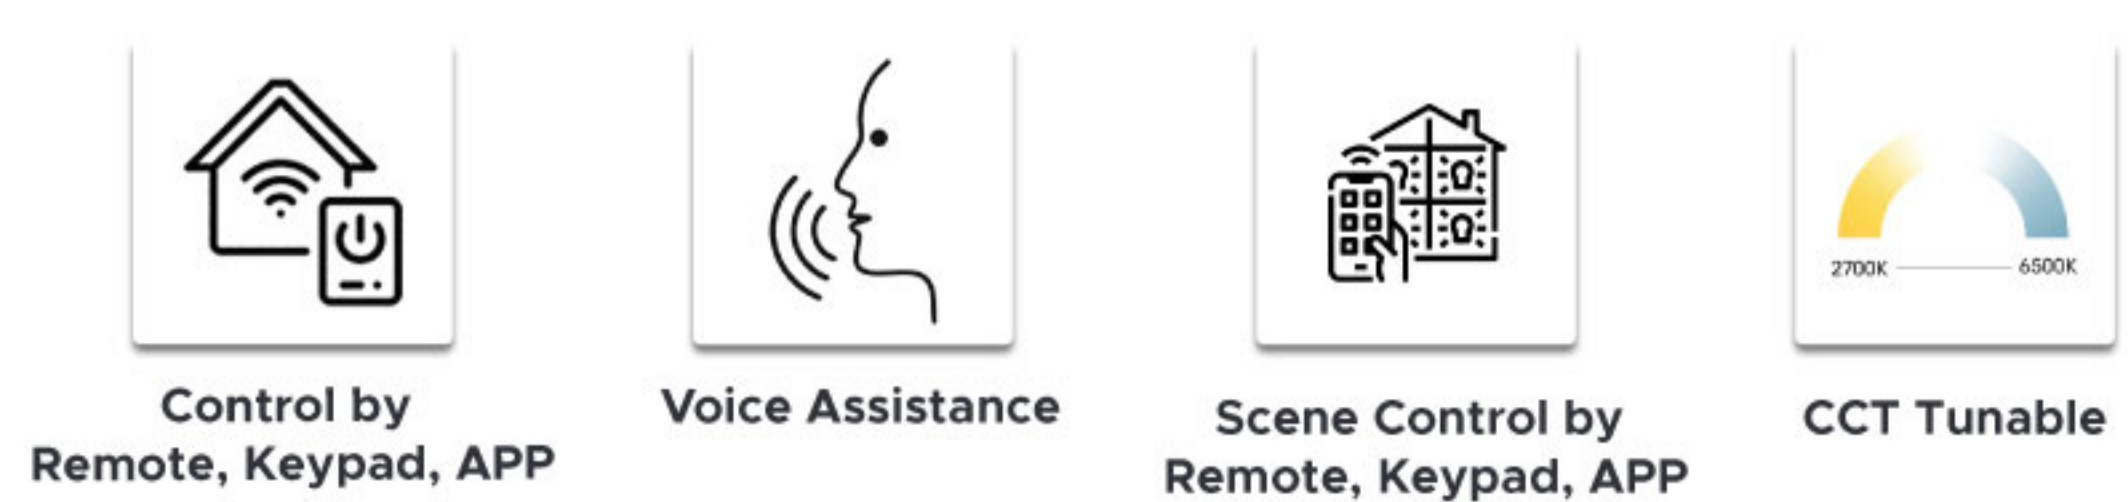 2700K
6500K
Control by
Remote, Keypad, APP
Voice Assistance
Scene Control by
Remote, Keypad, APP
CCT Tunable